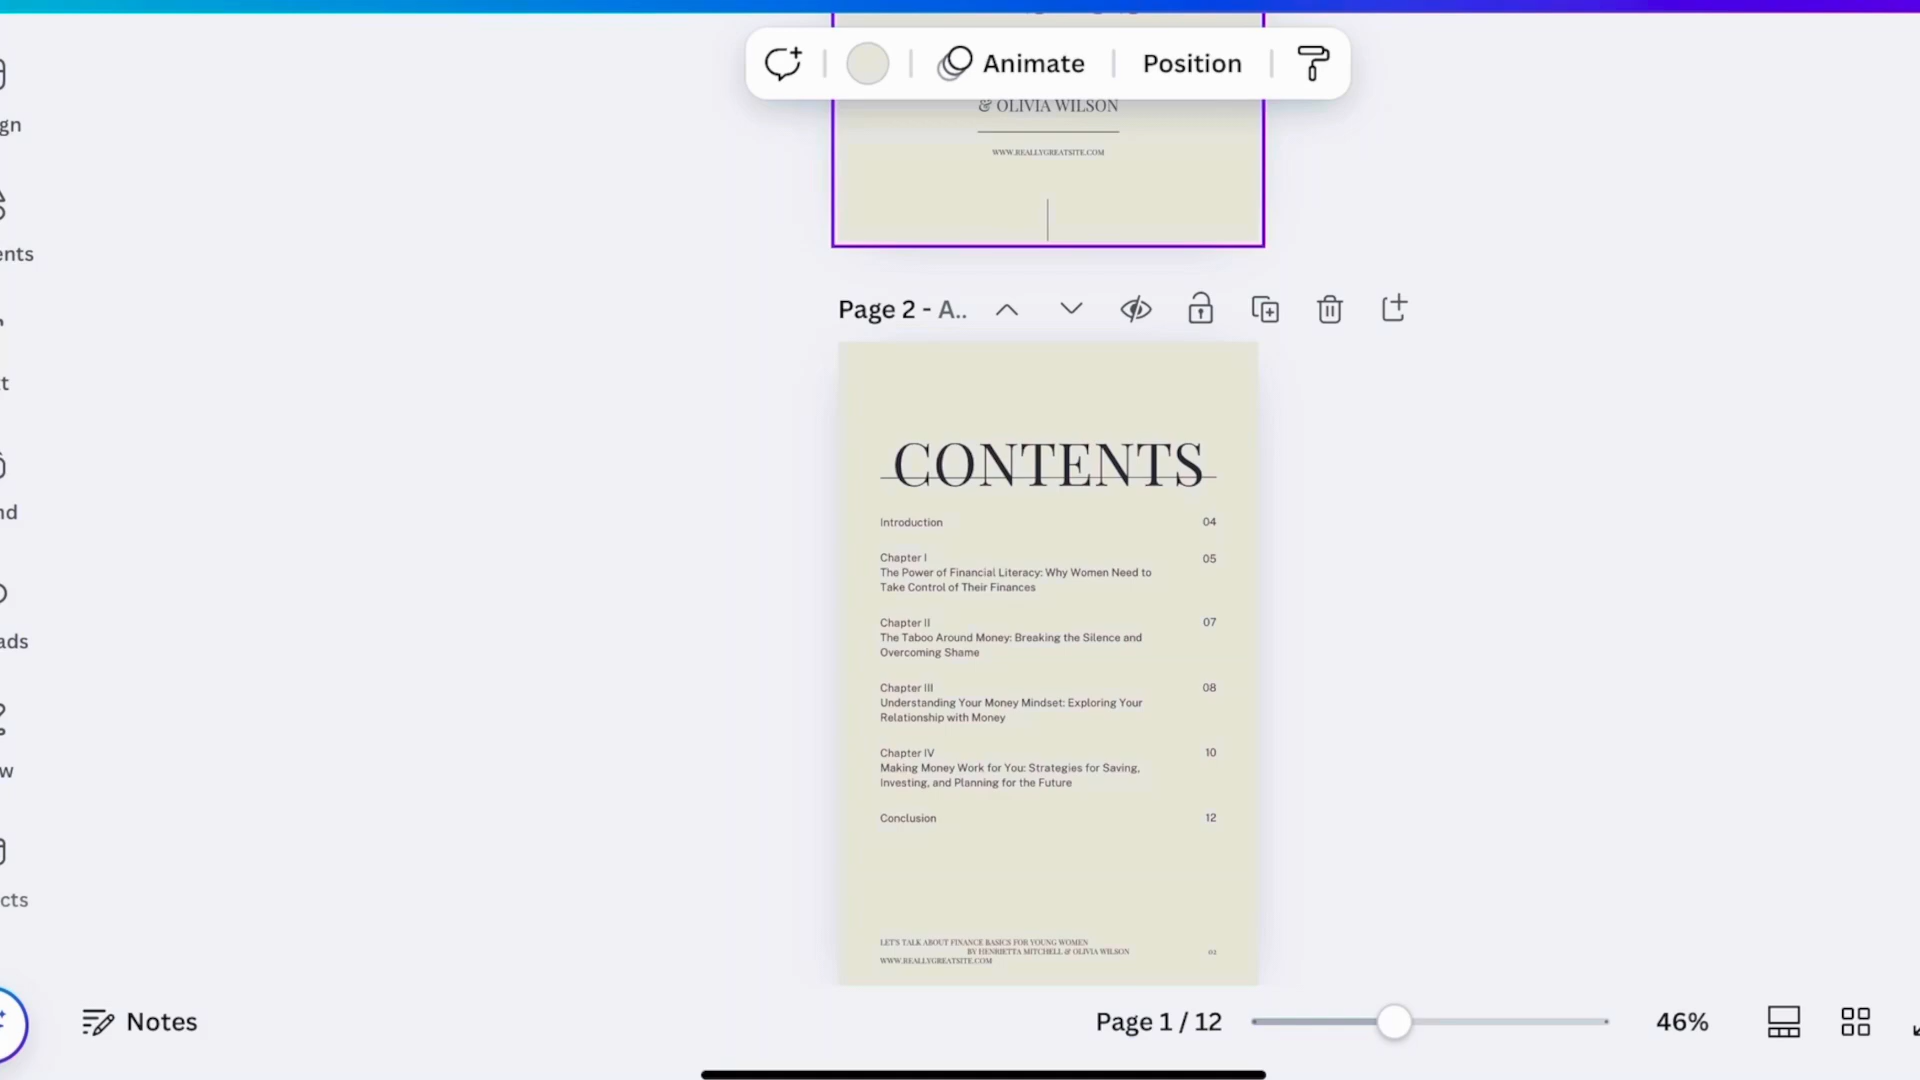 Animate
Position
& OLIVIA WILSON
WWW.REALLYGREATSITE.COM
gn
ents
t
nd
ads
w
cts
Page 2 - A..
CONTENTS
Introduction 04
Chapter I 05
The Power of Financial Literacy: Why Women Need to
Take Control of Their Finances
Chapter II 07
The Taboo Around Money: Breaking the Silence and
Overcoming Shame
Chapter III 08
Understanding Your Money Mindset: Exploring Your
Relationship with Money
Chapter IV 10
Making Money Work for You: Strategies for Saving,
Investing, and Planning for the Future
Conclusion 12
LET'S TALK ABOUT FINANCE BASICS FOR YOUNG WOMEN
BY HENRIETTA MITCHELL & OLIVIA WILSON 02
WWW.REALLYGREATSITE.COM
Notes
Page 1 / 12
46%